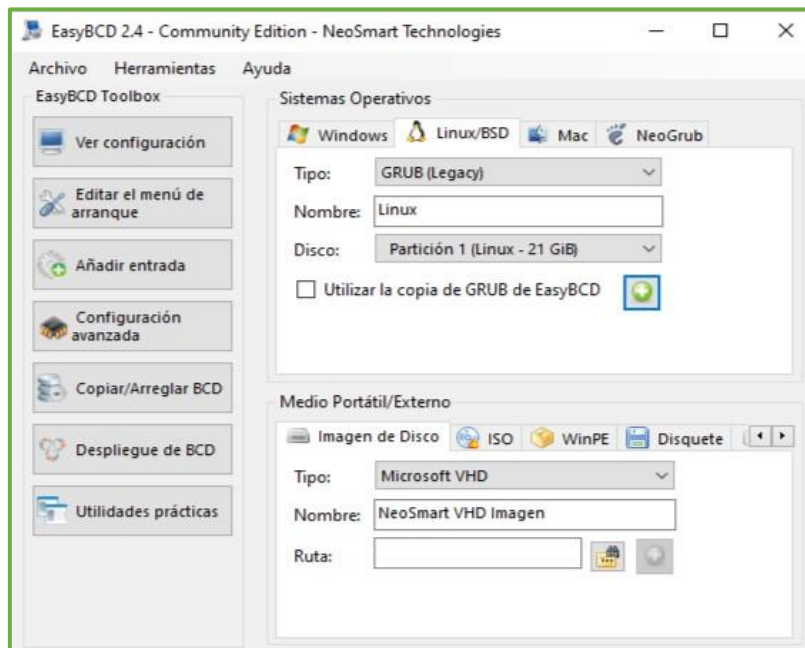 EasyBCD 2.4 - Community Edition - NeoSmart Technologies
Archivo Herramientas Ayuda
EasyBCD Toolbox
Ver configuración
Editar el menú de
arranque
Añadir entrada
Configuración
avanzada
Copiar/Arreglar BCD
Despliegue de BCD
Utilidades prácticas
Sistemas Operativos
Windows Linux/BSD Mac NeoGrub
Tipo: GRUB (Legacy)
Nombre: Linux
Disco: Partición 1 (Linux - 21 GiB)
Utilizar la copia de GRUB de EasyBCD
Medio Portátil/Externo
Imagen de Disco ISO WinPE Disquete
Tipo: Microsoft VHD
Nombre: NeoSmart VHD Imagen
Ruta: